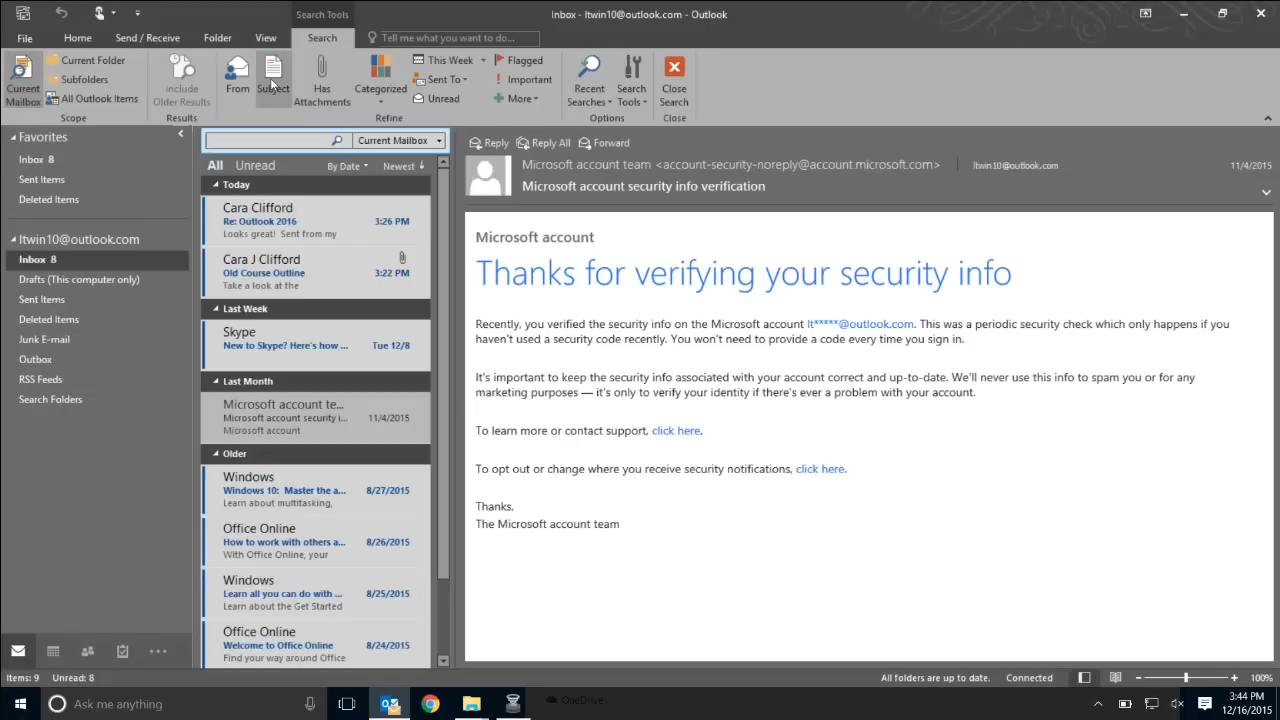 Search Tools
Inbox - ltwin10@outlook.com - Outlook
File
Home
Send / Receive
Folder
View
Search
Tell me what you want to do...
Current Mailbox
Current Folder
Subfolders
All Outlook Items
Scope
Include Older Results
Results
From
Subject
Has Attachments
Categorized
This Week
Sent To
Unread
Flagged
Important
More
Refine
Recent Searches
Search Tools
Options
Close Search
Close
Favorites
Inbox 8
Sent Items
Deleted Items
ltwin10@outlook.com
Inbox 8
Drafts (This computer only)
Sent Items
Deleted Items
Junk E-mail
Outbox
RSS Feeds
Search Folders
Current Mailbox
All Unread By Date Newest
Today
Cara Clifford
Re: Outlook 2016 3:26 PM
Looks great! Sent from my
Cara J Clifford
Old Course Outline 3:22 PM
Take a look at the
Last Week
Skype
New to Skype? Here's how ... Tue 12/8
Last Month
Microsoft account te...
Microsoft account security i... 11/4/2015
Microsoft account
Older
Windows
Windows 10: Master the a... 8/27/2015
Learn about multitasking,
Office Online
How to work with others a... 8/26/2015
With Office Online, your
Windows
Learn all you can do with ... 8/25/2015
Learn about the Get Started
Office Online
Welcome to Office Online 8/24/2015
Find your way around Office
Reply Reply All Forward
Microsoft account team <account-security-noreply@account.microsoft.com> ltwin10@outlook.com 11/4/2015
Microsoft account security info verification
Microsoft account
Thanks for verifying your security info
Recently, you verified the security info on the Microsoft account lt*****@outlook.com. This was a periodic security check which only happens if you
haven't used a security code recently. You won't need to provide a code every time you sign in.
It's important to keep the security info associated with your account correct and up-to-date. We'll never use this info to spam you or for any
marketing purposes — it's only to verify your identity if there's ever a problem with your account.
To learn more or contact support, click here.
To opt out or change where you receive security notifications, click here.
Thanks,
The Microsoft account team
Items: 9 Unread: 8
All folders are up to date. Connected 100%
Ask me anything
OneDrive
3:44 PM
12/16/2015